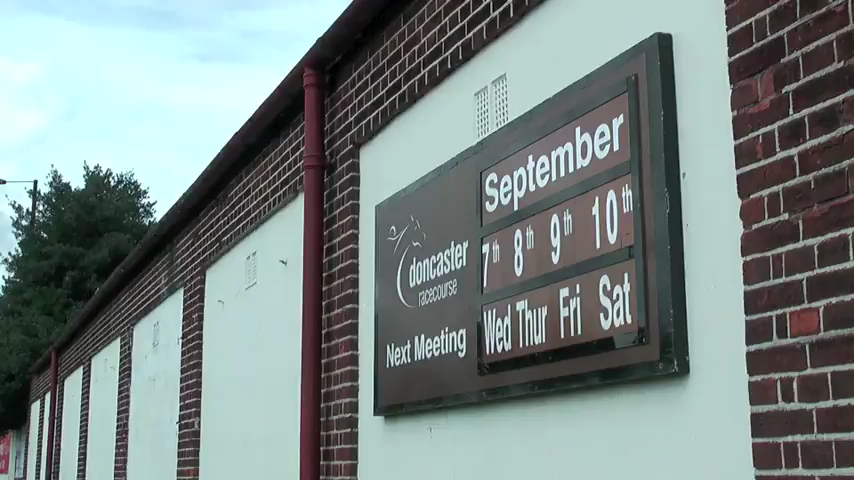 doncaster
racecourse
Next Meeting
September
7th 8th 9th 10th
Wed Thur Fri Sat